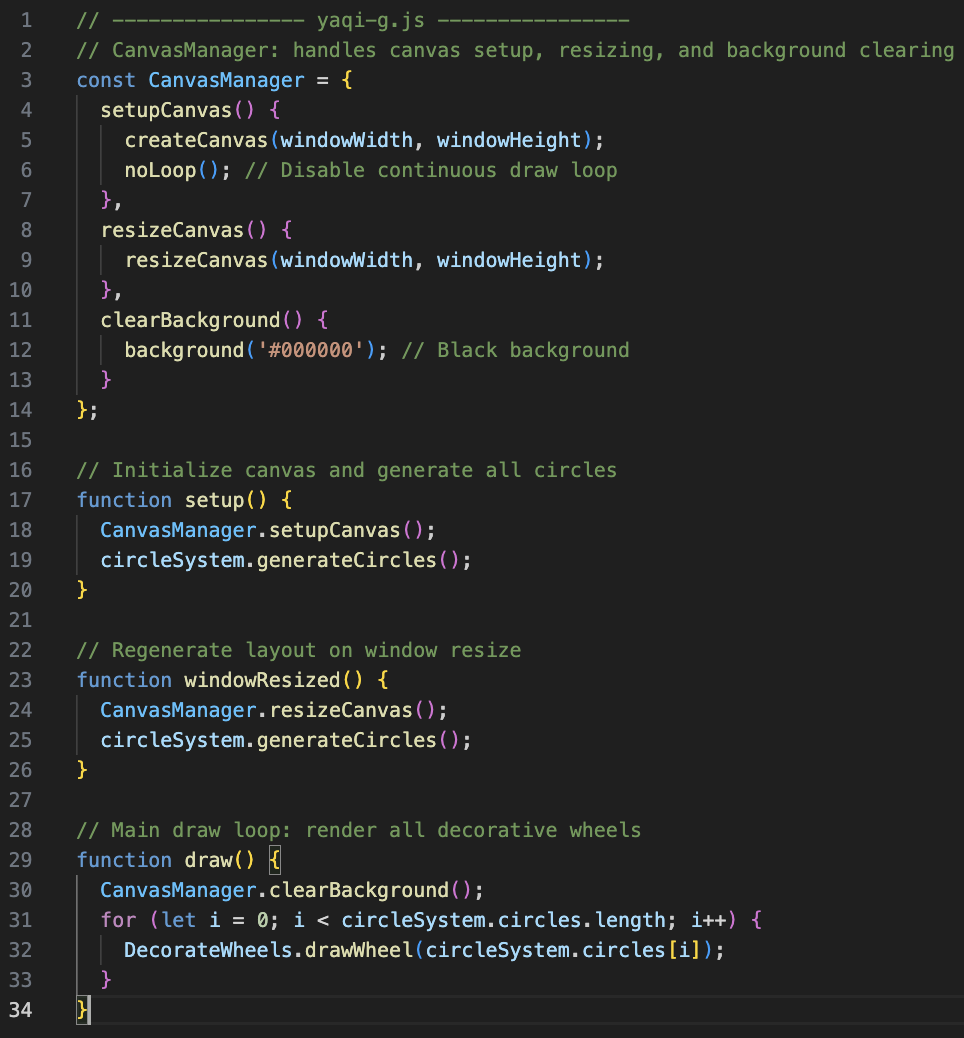 1 // ---------------- yaqi-g.js ----------------
2 // CanvasManager: handles canvas setup, resizing, and background clearing
3 const CanvasManager = {
4   setupCanvas() {
5     createCanvas(windowWidth, windowHeight);
6     noLoop(); // Disable continuous draw loop
7   },
8   resizeCanvas() {
9     resizeCanvas(windowWidth, windowHeight);
10   },
11   clearBackground() {
12     background('#000000'); // Black background
13   }
14 };
15
16 // Initialize canvas and generate all circles
17 function setup() {
18   CanvasManager.setupCanvas();
19   circleSystem.generateCircles();
20 }
21
22 // Regenerate layout on window resize
23 function windowResized() {
24   CanvasManager.resizeCanvas();
25   circleSystem.generateCircles();
26 }
27
28 // Main draw loop: render all decorative wheels
29 function draw() {
30   CanvasManager.clearBackground();
31   for (let i = 0; i < circleSystem.circles.length; i++) {
32     DecorateWheels.drawWheel(circleSystem.circles[i]);
33   }
34 }